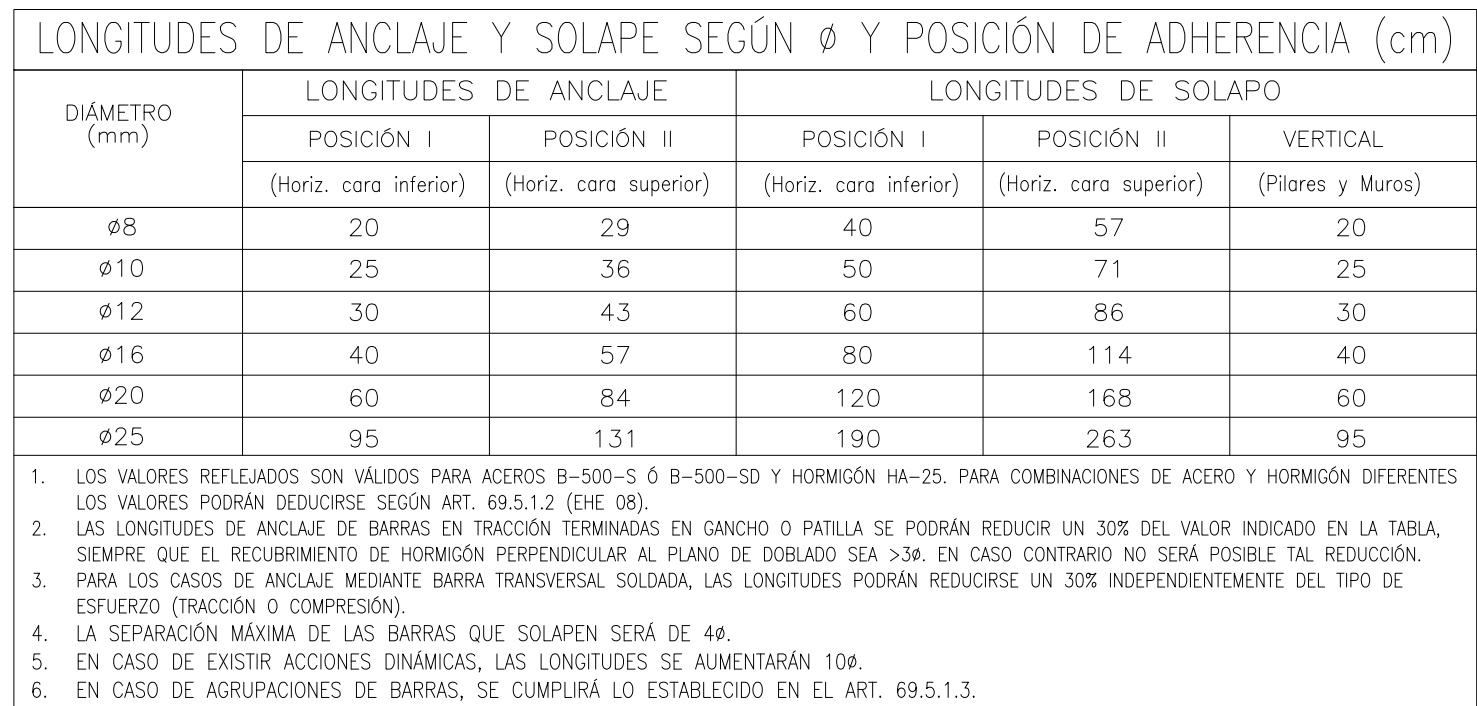 LONGITUDES DE ANCLAJE Y SOLAPE SEGÚN Ø Y POSICIÓN DE ADHERENCIA (cm)
DIÁMETRO (mm) LONGITUDES DE ANCLAJE LONGITUDES DE SOLAPO
POSICIÓN I POSICIÓN II POSICIÓN I POSICIÓN II VERTICAL
(Horiz. cara inferior) (Horiz. cara superior) (Horiz. cara inferior) (Horiz. cara superior) (Pilares y Muros)
ø8 20 29 40 57 20
ø10 25 36 50 71 25
ø12 30 43 60 86 30
ø16 40 57 80 114 40
ø20 60 84 120 168 60
ø25 95 131 190 263 95
1. LOS VALORES REFLEJADOS SON VÁLIDOS PARA ACEROS B-500-S Ó B-500-SD Y HORMIGÓN HA-25. PARA COMBINACIONES DE ACERO Y HORMIGÓN DIFERENTES
LOS VALORES PODRÁN DEDUCIRSE SEGÚN ART. 69.5.1.2 (EHE 08).
2. LAS LONGITUDES DE ANCLAJE DE BARRAS EN TRACCIÓN TERMINADAS EN GANCHO O PATILLA SE PODRÁN REDUCIR UN 30% DEL VALOR INDICADO EN LA TABLA,
SIEMPRE QUE EL RECUBRIMIENTO DE HORMIGÓN PERPENDICULAR AL PLANO DE DOBLADO SEA >3ø. EN CASO CONTRARIO NO SERÁ POSIBLE TAL REDUCCIÓN.
3. PARA LOS CASOS DE ANCLAJE MEDIANTE BARRA TRANSVERSAL SOLDADA, LAS LONGITUDES PODRÁN REDUCIRSE UN 30% INDEPENDIENTEMENTE DEL TIPO DE
ESFUERZO (TRACCIÓN O COMPRESIÓN).
4. LA SEPARACIÓN MÁXIMA DE LAS BARRAS QUE SOLAPEN SERÁ DE 4ø.
5. EN CASO DE EXISTIR ACCIONES DINÁMICAS, LAS LONGITUDES SE AUMENTARÁN 10ø.
6. EN CASO DE AGRUPACIONES DE BARRAS, SE CUMPLIRÁ LO ESTABLECIDO EN EL ART. 69.5.1.3.